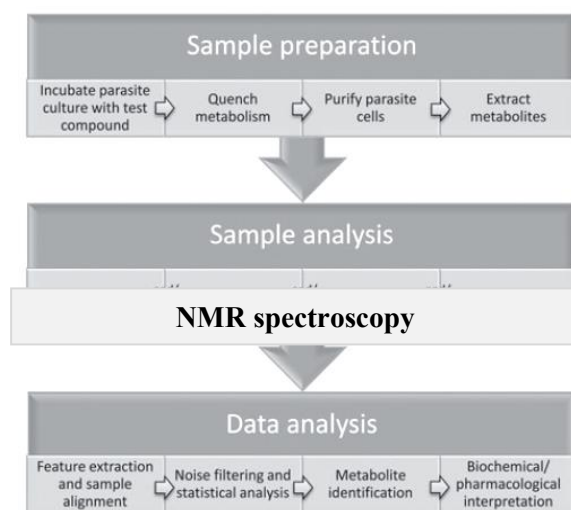 Sample preparation
Incubate parasite
culture with test
compound
Quench
metabolism
Purify parasite
cells
Extract
metabolites
Sample analysis
NMR spectroscopy
Data analysis
Feature extraction
and sample
alignment
Noise filtering and
statistical analysis
Metabolite
identification
Biochemical/
pharmacological
interpretation